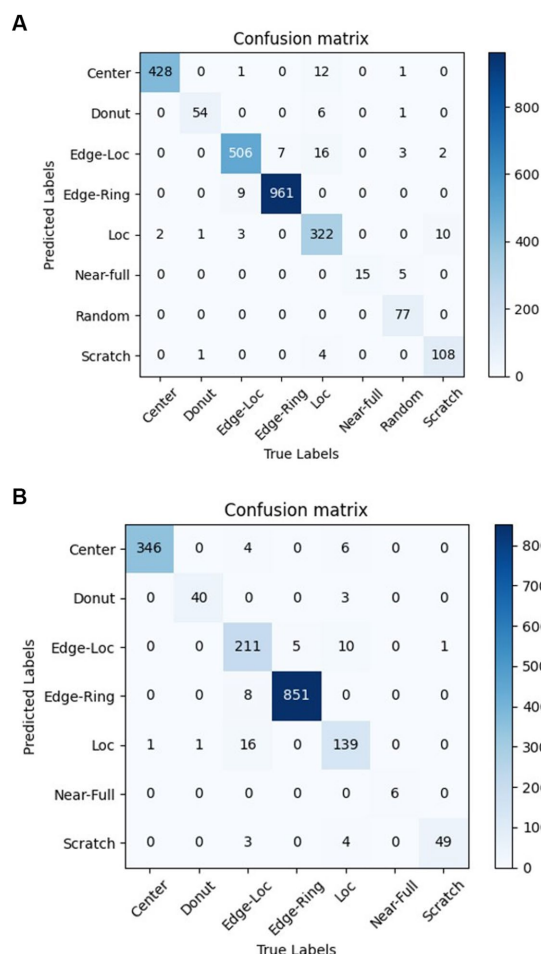 A
Confusion matrix
Center 428 0 1 0 12 0 1 0
Donut 0 54 0 0 6 0 1 0
Edge-Loc 0 0 506 7 16 0 3 2
Edge-Ring 0 0 9 961 0 0 0 0
Loc 2 1 3 0 322 0 0 10
Near-full 0 0 0 0 0 15 5 0
Random 0 0 0 0 0 0 77 0
Scratch 0 1 0 0 4 0 0 108
Predicted Labels
Center Donut Edge-Loc Edge-Ring Loc Near-full Random Scratch
True Labels
800
600
400
200
0
B
Confusion matrix
Center 346 0 4 0 6 0 0
Donut 0 40 0 0 3 0 0
Edge-Loc 0 0 211 5 10 0 1
Edge-Ring 0 0 8 851 0 0 0
Loc 1 1 16 0 139 0 0
Near-Full 0 0 0 0 0 6 0
Scratch 0 0 3 0 4 0 49
Predicted Labels
Center Donut Edge-Loc Edge-Ring Loc Near-Full Scratch
True Labels
800
700
600
500
400
300
200
100
0